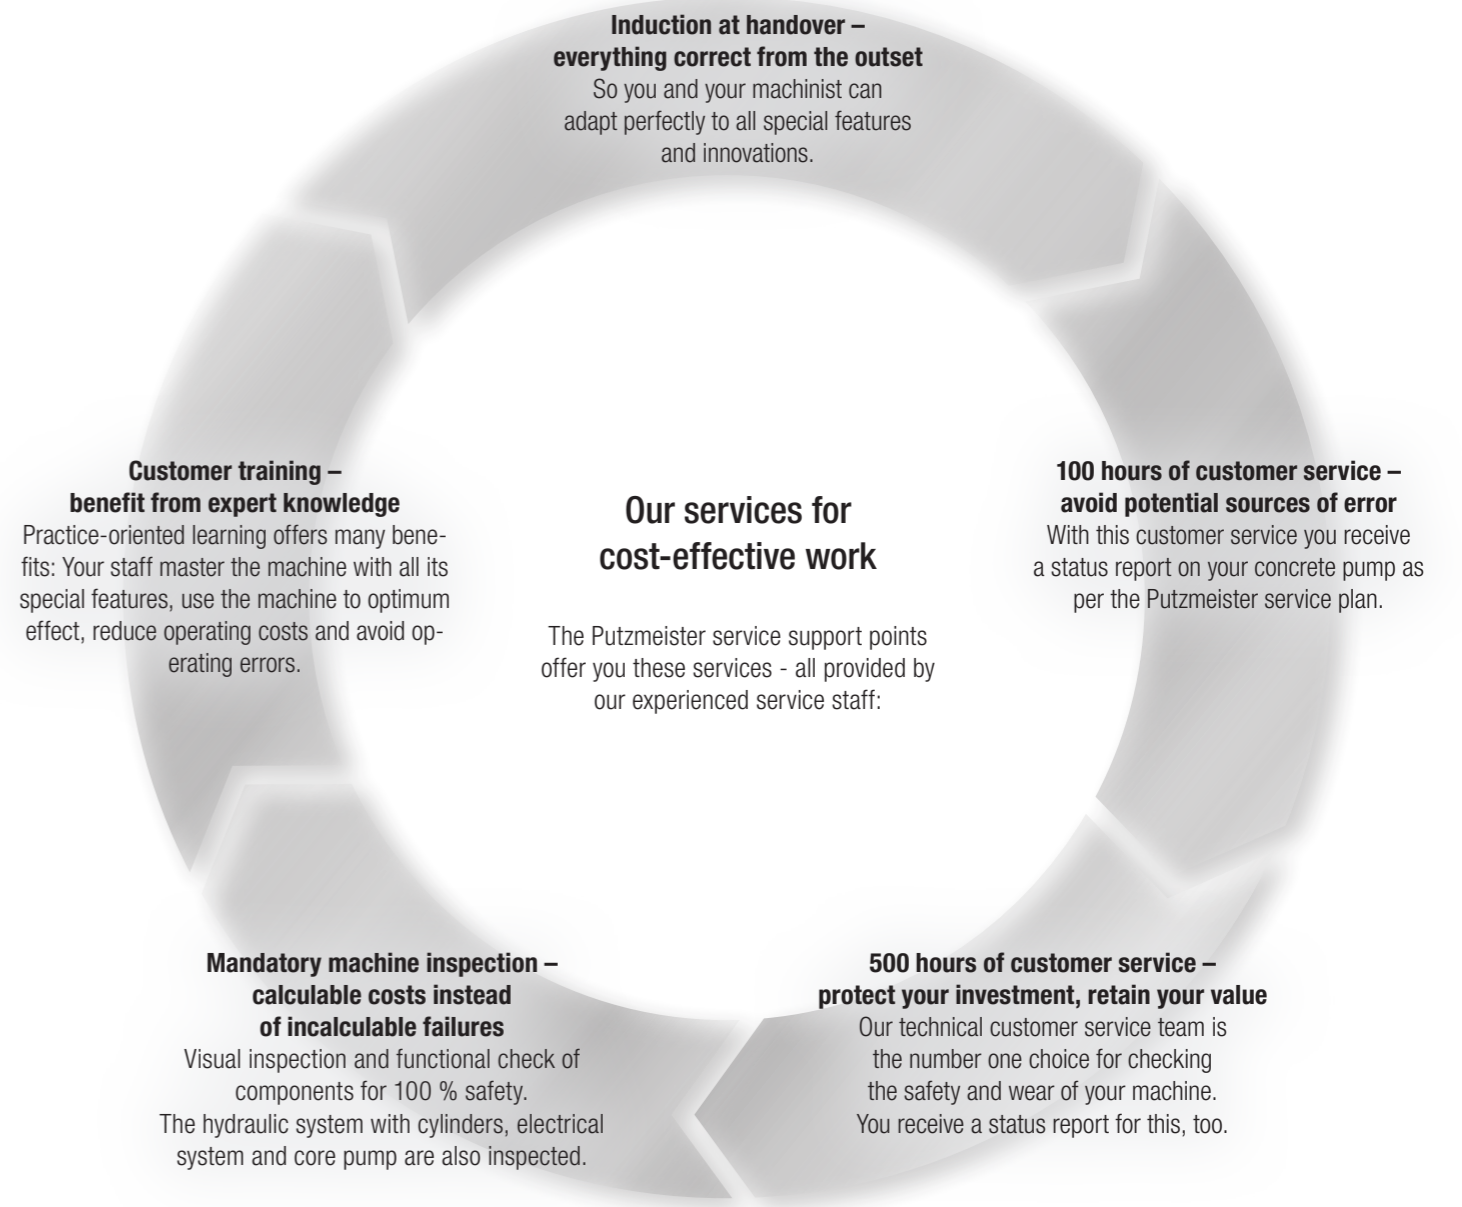 Induction at handover –
everything correct from the outset
So you and your machinist can
adapt perfectly to all special features
and innovations.
Customer training –
benefit from expert knowledge
Practice-oriented learning offers many bene-
fits: Your staff master the machine with all its
special features, use the machine to optimum
effect, reduce operating costs and avoid op-
erating errors.
Our services for
cost-effective work
The Putzmeister service support points
offer you these services - all provided by
our experienced service staff:
100 hours of customer service –
avoid potential sources of error
With this customer service you receive
a status report on your concrete pump as
per the Putzmeister service plan.
Mandatory machine inspection –
calculable costs instead
of incalculable failures
Visual inspection and functional check of
components for 100 % safety.
The hydraulic system with cylinders, electrical
system and core pump are also inspected.
500 hours of customer service –
protect your investment, retain your value
Our technical customer service team is
the number one choice for checking
the safety and wear of your machine.
You receive a status report for this, too.